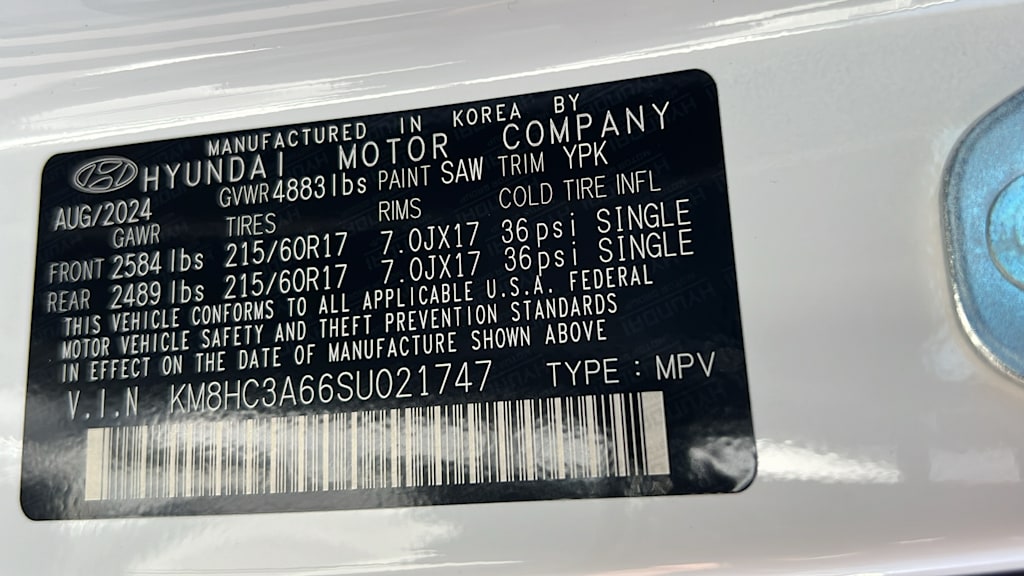 MANUFACTURED IN KOREA BY
HYUNDAI MOTOR COMPANY
AUG/2024 GVWR 4883lbs PAINT SAW TRIM YPK
GAWR TIRES RIMS COLD TIRE INFL
FRONT 2584 lbs 215/60R17 7.0JX17 36psi SINGLE
REAR 2489 lbs 215/60R17 7.0JX17 36psi SINGLE
THIS VEHICLE CONFORMS TO ALL APPLICABLE U.S.A. FEDERAL
MOTOR VEHICLE SAFETY AND THEFT PREVENTION STANDARDS
IN EFFECT ON THE DATE OF MANUFACTURE SHOWN ABOVE
V.I.N KM8HC3A66SU021747 TYPE : MPV